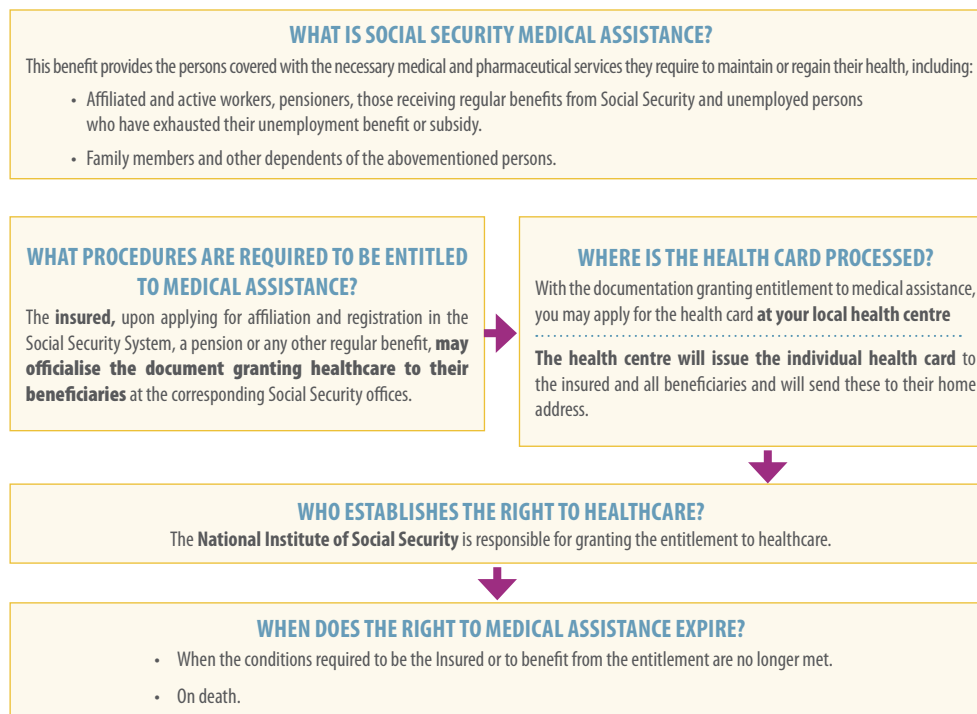 WHAT IS SOCIAL SECURITY MEDICAL ASSISTANCE?
This benefit provides the persons covered with the necessary medical and pharmaceutical services they require to maintain or regain their health, including:
• Affiliated and active workers, pensioners, those receiving regular benefits from Social Security and unemployed persons
who have exhausted their unemployment benefit or subsidy.
• Family members and other dependents of the abovementioned persons.
WHAT PROCEDURES ARE REQUIRED TO BE ENTITLED
TO MEDICAL ASSISTANCE?
The insured, upon applying for affiliation and registration in the
Social Security System, a pension or any other regular benefit, may
officialise the document granting healthcare to their
beneficiaries at the corresponding Social Security offices.
WHERE IS THE HEALTH CARD PROCESSED?
With the documentation granting entitlement to medical assistance,
you may apply for the health card at your local health centre
The health centre will issue the individual health card to
the insured and all beneficiaries and will send these to their home
address.
WHO ESTABLISHES THE RIGHT TO HEALTHCARE?
The National Institute of Social Security is responsible for granting the entitlement to healthcare.
WHEN DOES THE RIGHT TO MEDICAL ASSISTANCE EXPIRE?
• When the conditions required to be the Insured or to benefit from the entitlement are no longer met.
• On death.